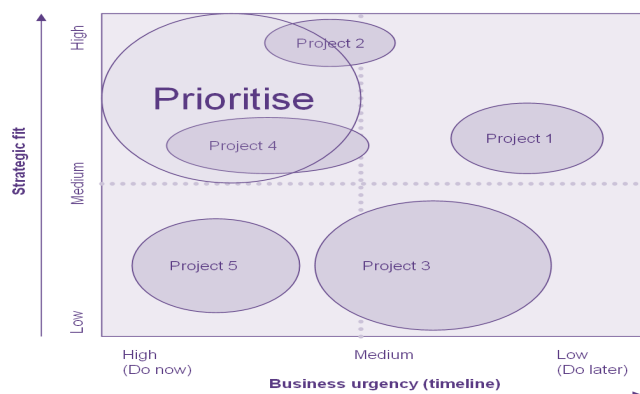 High
Project 2
Prioritise
Project 1
Project 4
Strategic fit
Medium
Project 5
Project 3
Low
High
(Do now)
Medium
Low
(Do later)
Business urgency (timeline)